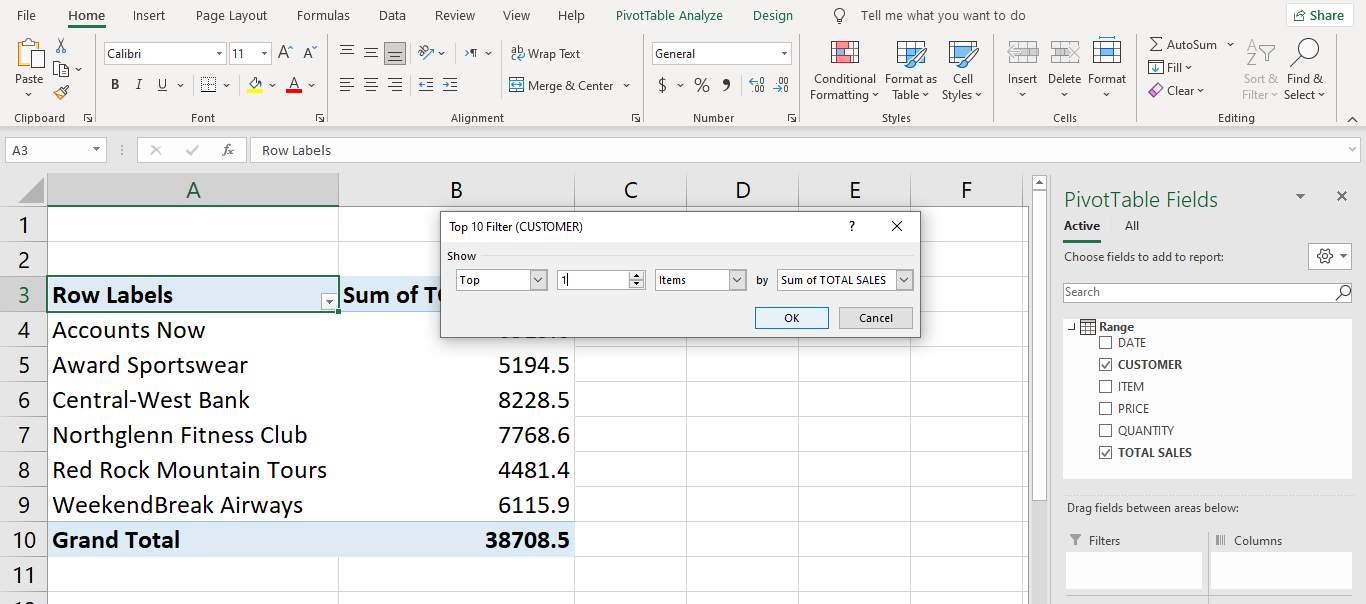 File Home Insert Page Layout Formulas Data Review View Help PivotTable Analyze Design Tell me what you want to do Share
Paste
Calibri 11
B I U
A
Wrap Text
Merge & Center
General
$ % 9
Conditional Formatting
Format as Table
Cell Styles
Insert Delete Format
AutoSum
Fill
Clear
Sort & Filter
Find & Select
Clipboard Font Alignment Number Styles Cells Editing
A3 fx Row Labels
A B C D E F
1
2
3 Row Labels Sum of T
4 Accounts Now
5 Award Sportswear 5194.5
6 Central-West Bank 8228.5
7 Northglenn Fitness Club 7768.6
8 Red Rock Mountain Tours 4481.4
9 WeekendBreak Airways 6115.9
10 Grand Total 38708.5
11
Top 10 Filter (CUSTOMER) ?
Show
Top 1 Items by Sum of TOTAL SALES
OK Cancel
PivotTable Fields
Active All
Choose fields to add to report:
Search
Range
DATE
CUSTOMER
ITEM
PRICE
QUANTITY
TOTAL SALES
Drag fields between areas below:
Filters Columns